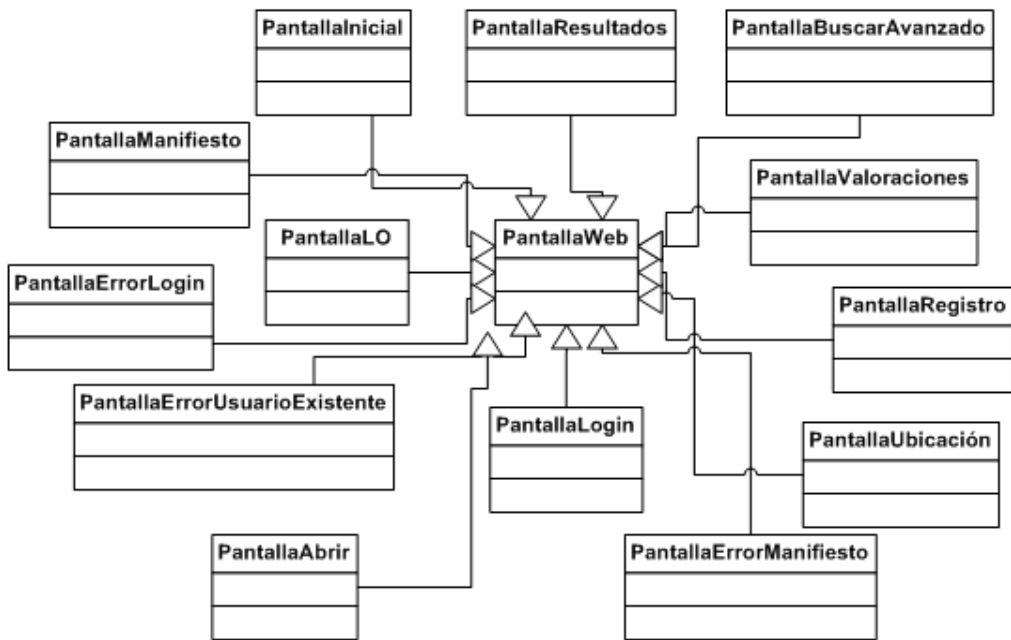 PantallaInicial
PantallaResultados
PantallaBuscarAvanzado
PantallaManifiesto
PantallaValoraciones
PantallaLO
PantallaWeb
PantallaErrorLogin
PantallaRegistro
PantallaErrorUsuarioExistente
PantallaLogin
PantallaUbicación
PantallaAbrir
PantallaErrorManifiesto